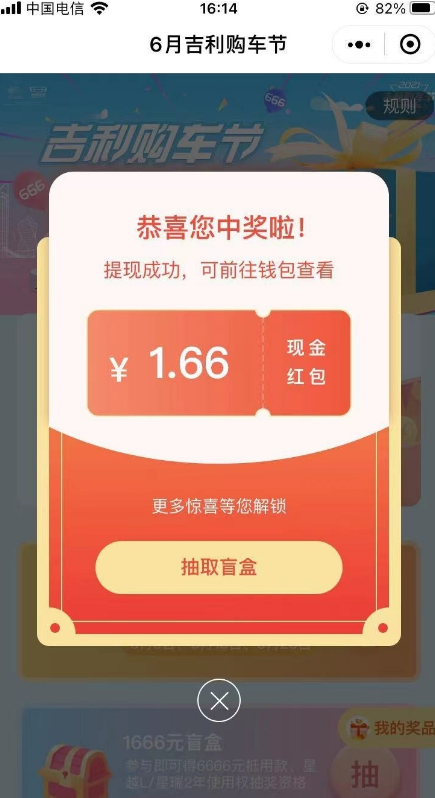 中国电信
16:14
82%
6月吉利购车节
2021
666
规则
吉利购车节
666
恭喜您中奖啦！
提现成功，可前往钱包查看
¥ 1.66
现金
红包
更多惊喜等您解锁
抽取盲盒
我的奖品
1666元盲盒
参与即可得6666元抵用款，星
越L/星瑞2年使用权抽奖资格
抽